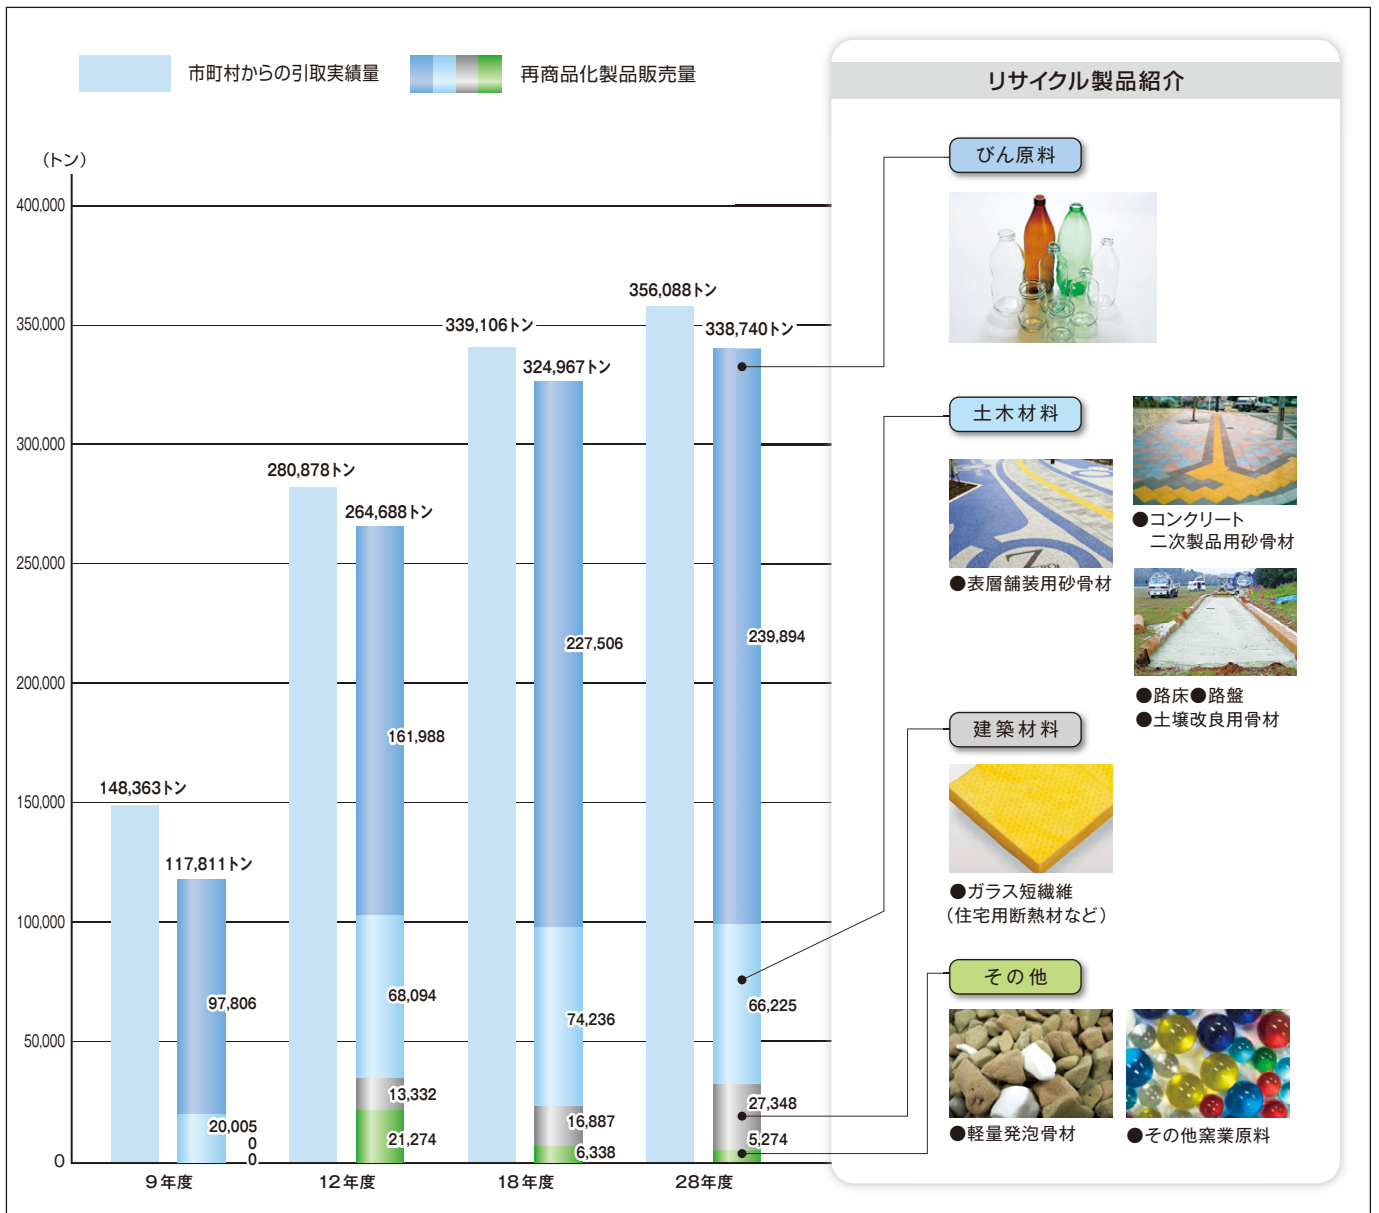 市町村からの引取実績量
再商品化製品販売量
(トン)
400,000
350,000
300,000
250,000
200,000
150,000
100,000
50,000
0
148,363トン
117,811トン
97,806
20,005
0
0
9年度
280,878トン
264,688トン
161,988
68,094
13,332
21,274
12年度
339,106トン
324,967トン
227,506
74,236
16,887
6,338
18年度
356,088トン
338,740トン
239,894
66,225
27,348
5,274
28年度
リサイクル製品紹介
びん原料
土木材料
●表層舗装用砂骨材
●コンクリート
二次製品用砂骨材
●路床●路盤
●土壌改良用骨材
建築材料
●ガラス短繊維
(住宅用断熱材など)
その他
●軽量発泡骨材
●その他窯業原料